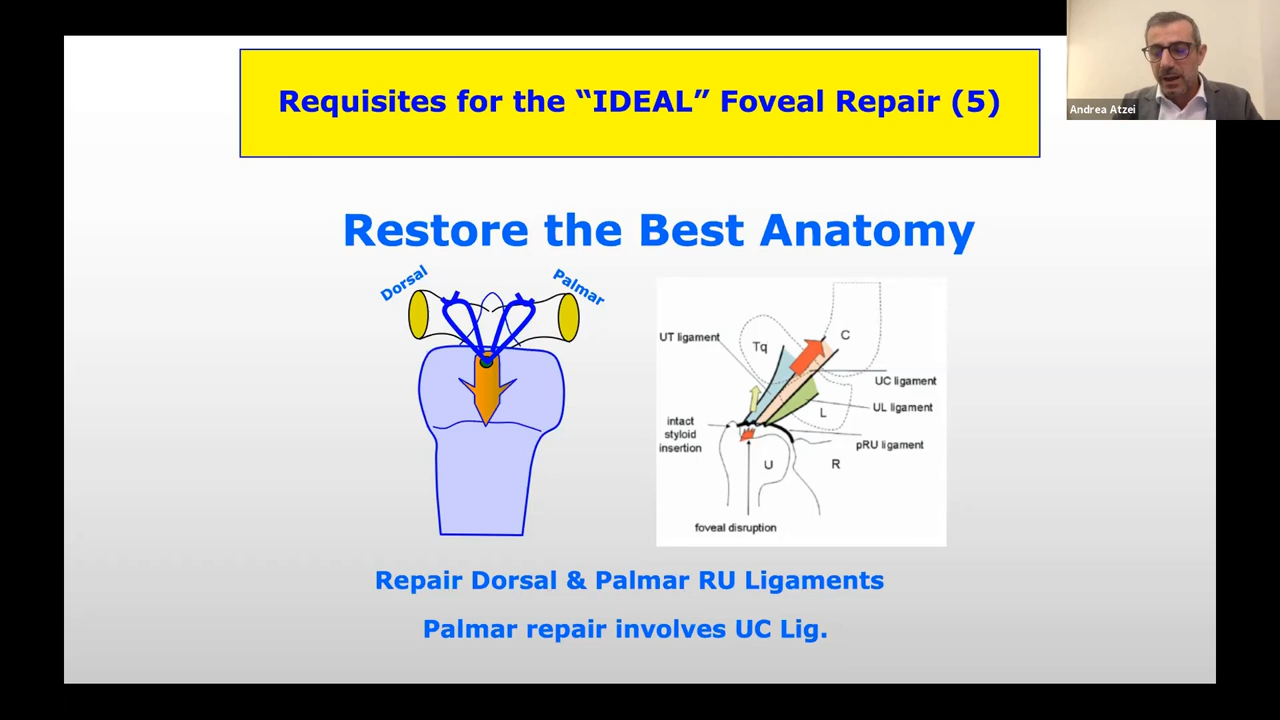 Requisites for the “IDEAL” Foveal Repair (5)
Andrea Atzei
Restore the Best Anatomy
Dorsal
Palmar
UT ligament
Tq
C
UC ligament
UL ligament
L
intact
styloid
insertion
pRU ligament
U
R
foveal disruption
Repair Dorsal & Palmar RU Ligaments
Palmar repair involves UC Lig.